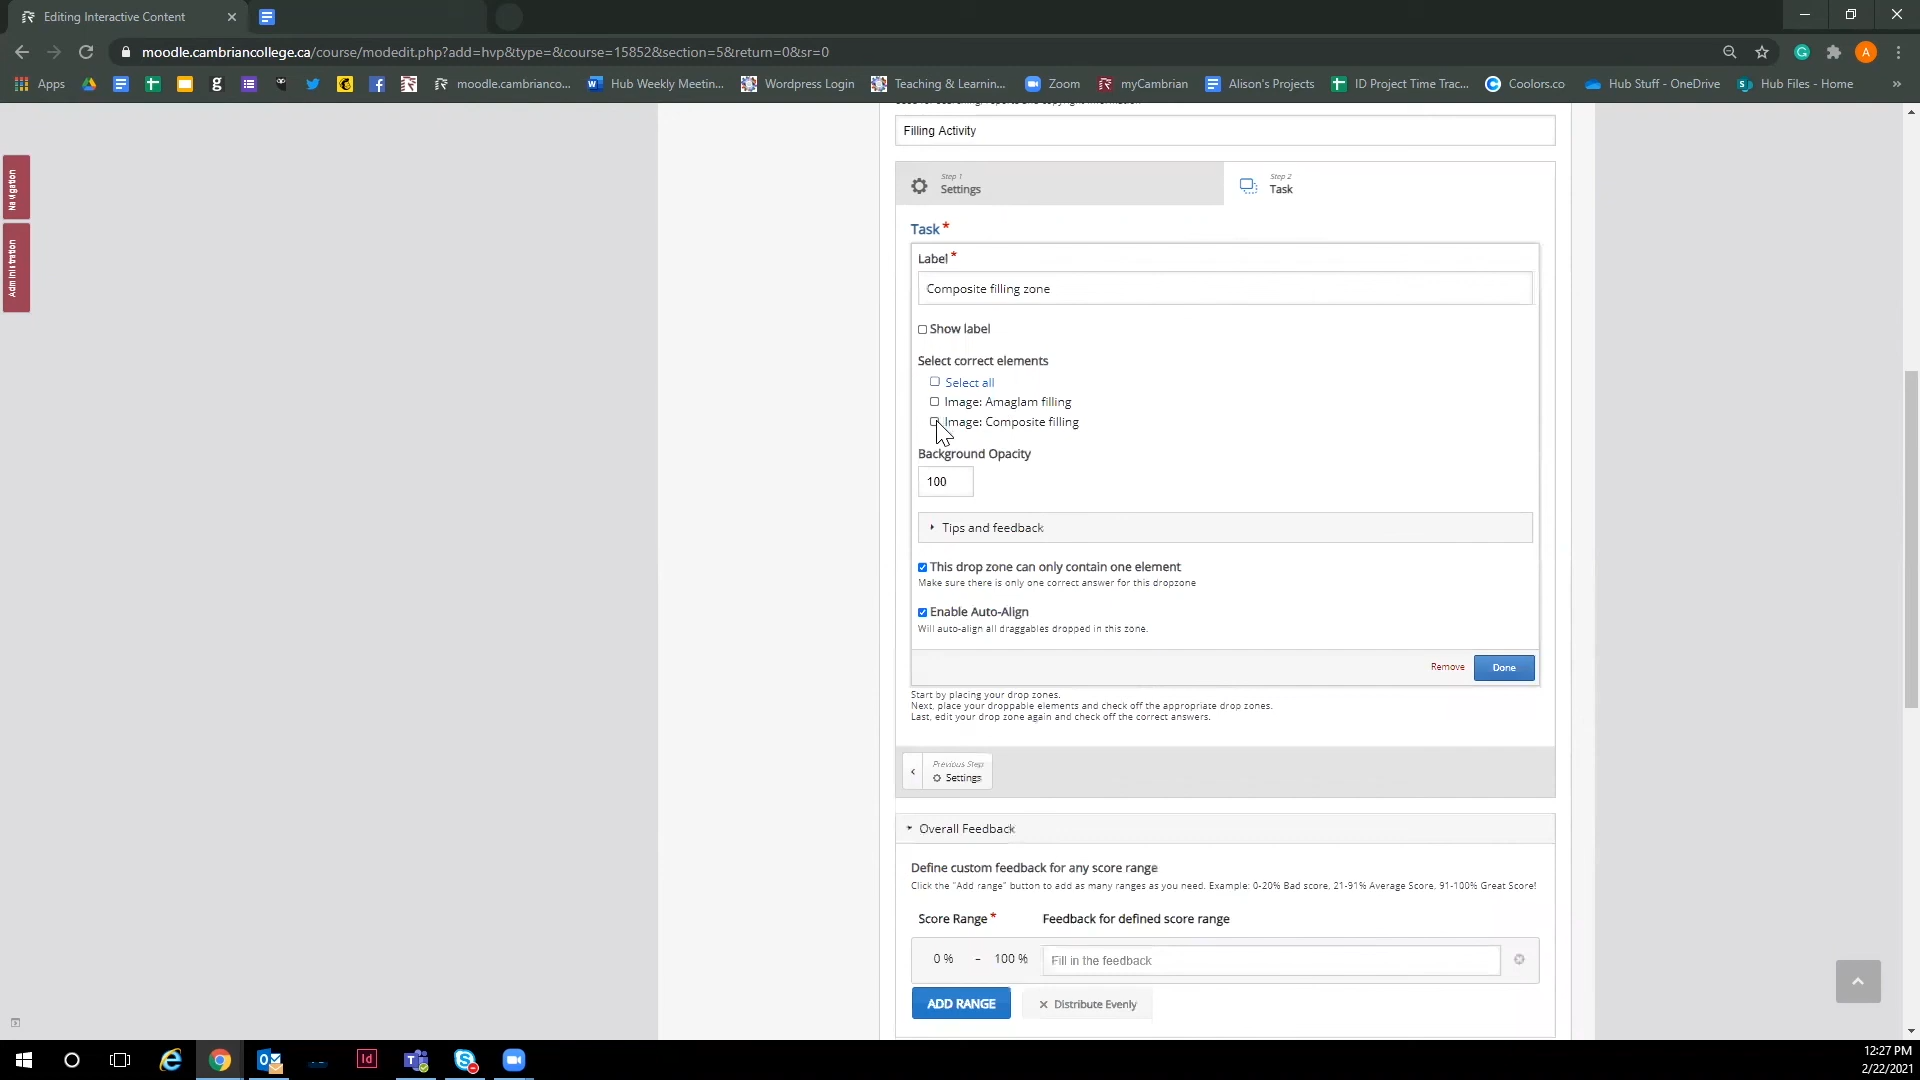 Editing Interactive Content
moodle.cambriancollege.ca/course/modedit.php?add=hvp&type=&course=15852&section=5&return=0&sr=0
A
Apps
moodle.cambrianco...
Hub Weekly Meetin...
Wordpress Login
Teaching & Learnin...
Zoom
myCambrian
Alison's Projects
ID Project Time Trac...
Coolors.co
Hub Stuff - OneDrive
Hub Files - Home
Navigation
Administration
Filling Activity
Step 1
Settings
Step 2
Task
Task *
Label *
Composite filling zone
Show label
Select correct elements
Select all
Image: Amaglam filling
Image: Composite filling
Background Opacity
100
Tips and feedback
This drop zone can only contain one element
Make sure there is only one correct answer for this dropzone
Enable Auto-Align
Will auto-align all draggables dropped in this zone.
Remove
Done
Start by placing your drop zones.
Next, place your droppable elements and check off the appropriate drop zones.
Last, edit your drop zone again and check off the correct answers.
Previous Step
Settings
Overall Feedback
Define custom feedback for any score range
Click the "Add range" button to add as many ranges as you need. Example: 0-20% Bad score, 21-91% Average Score, 91-100% Great Score!
Score Range *
Feedback for defined score range
0 % – 100 %
Fill in the feedback
ADD RANGE
Distribute Evenly
12:27 PM
2/22/2021